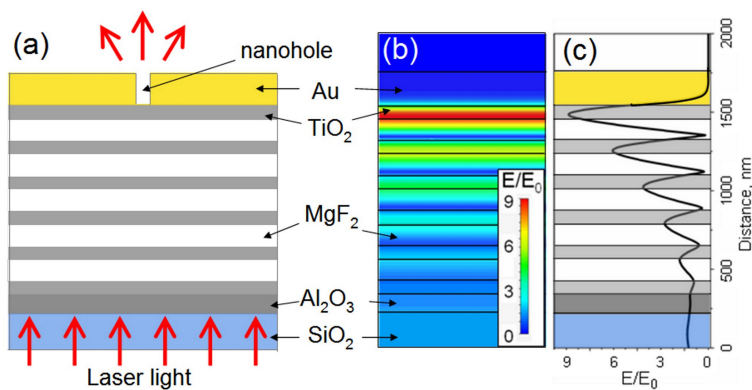 (a)
nanohole
Au
TiO₂
MgF₂
Al₂O₃
SiO₂
Laser light
(b)
E/E₀
9
6
3
0
(c)
2000
1500
1000
500
0
Distance, nm
9 6 3 0
E/E₀